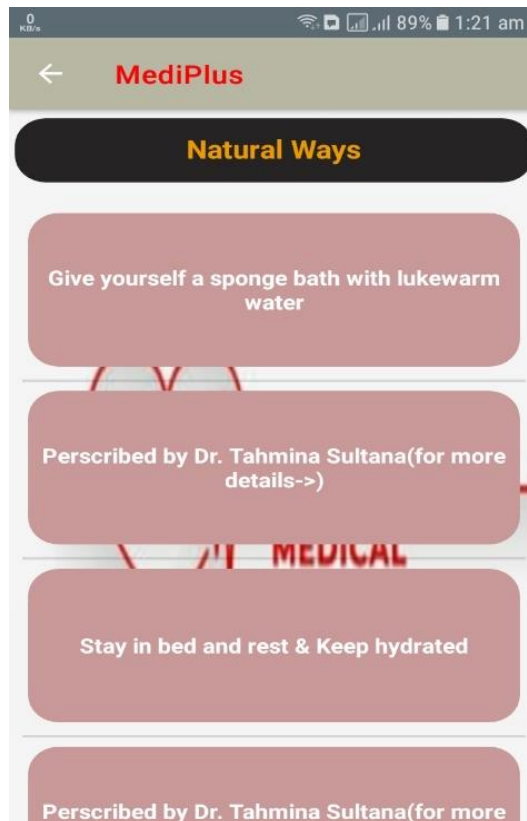 0
KB/s
89% 1:21 am
MediPlus
Natural Ways
Give yourself a sponge bath with lukewarm
water
Perscribed by Dr. Tahmina Sultana(for more
details->)
MEDICAL
Stay in bed and rest & Keep hydrated
Perscribed by Dr. Tahmina Sultana(for more